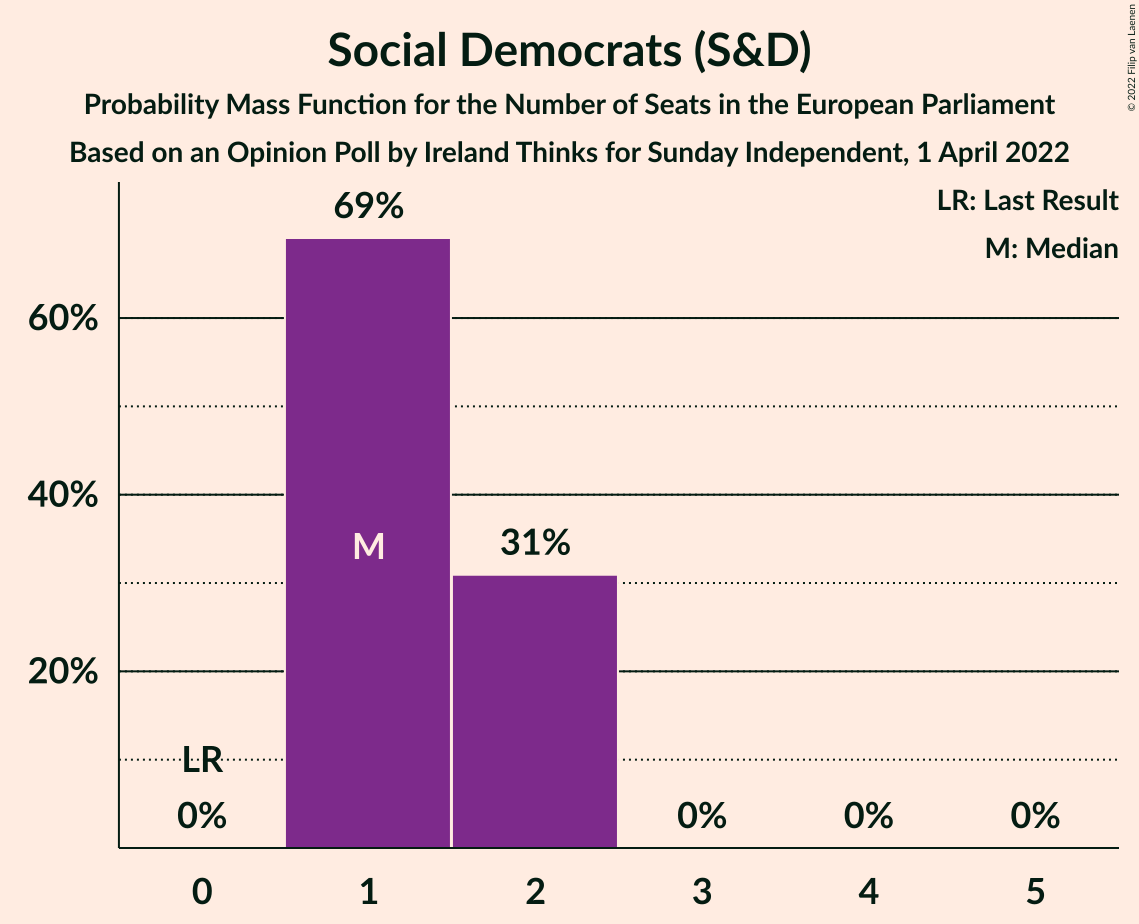 Social Democrats (S&D)
Probability Mass Function for the Number of Seats in the European Parliament
Based on an Opinion Poll by Ireland Thinks for Sunday Independent, 1 April 2022
© 2022 Filip van Laenen
LR: Last Result
M: Median
69%
60%
40%
M
31%
20%
LR
0%
0%
0%
0%
0
1
2
3
4
5